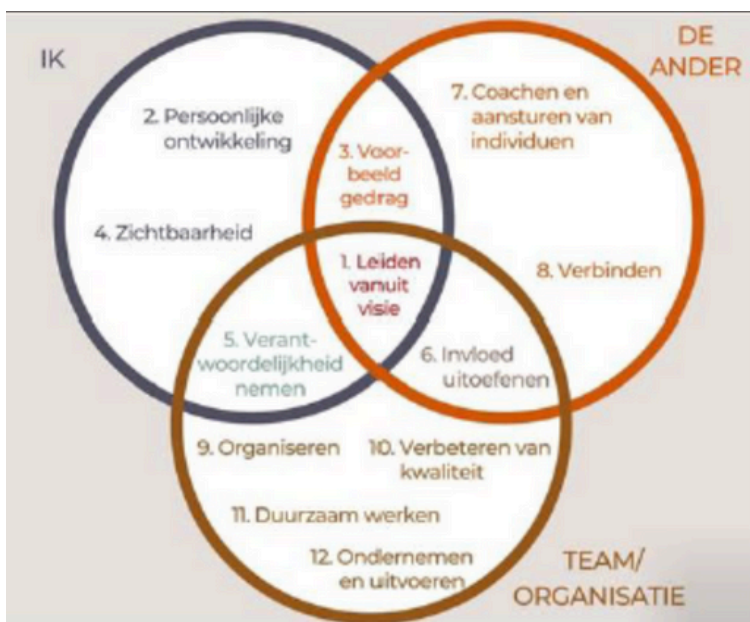 IK
DE
ANDER
2. Persoonlijke
ontwikkeling
7. Coachen en
aansturen van
individuen
3. Voor-
beeld
gedrag
4. Zichtbaarheid
1. Leiden
vanuit
visie
8. Verbinden
5. Verant-
woordelijkheid
nemen
6. Invloed
uitoefenen
9. Organiseren
10. Verbeteren van
kwaliteit
11. Duurzaam werken
12. Ondernemen
en uitvoeren
TEAM/
ORGANISATIE